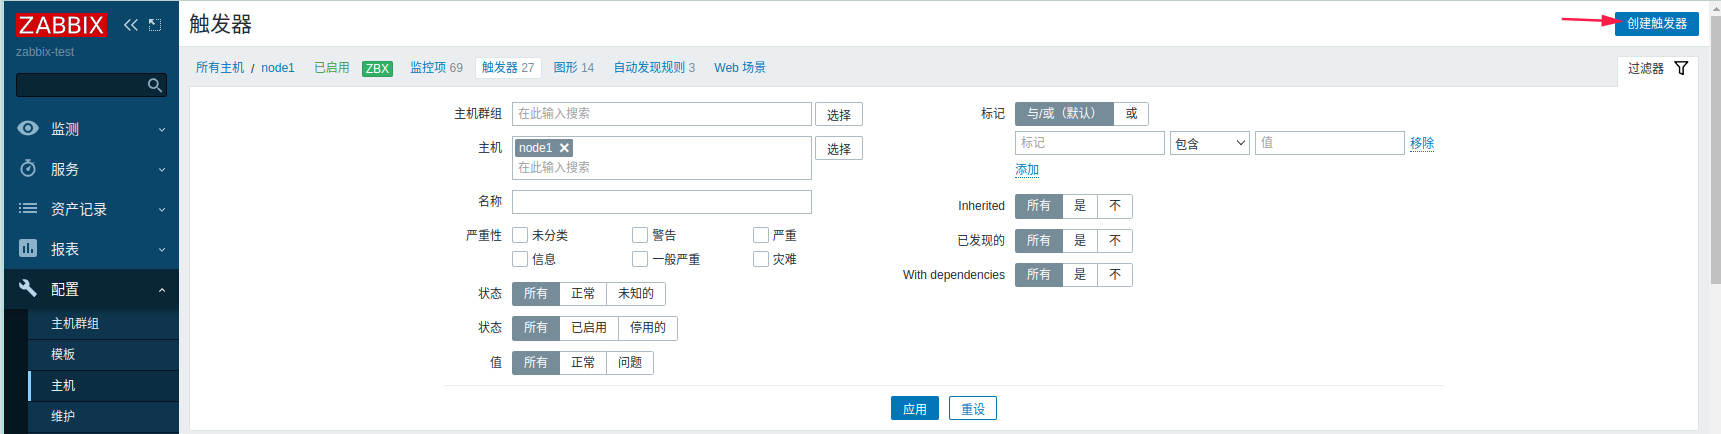 ZABBIX
zabbix-test
监测
服务
资产记录
报表
配置
主机群组
模板
主机
维护
触发器
创建触发器
所有主机 / node1 已启用 ZBX 监控项 69 触发器 27 图形 14 自动发现规则 3 Web 场景
过滤器
主机群组 在此输入搜索 选择
主机 node1 选择
在此输入搜索
名称
严重性 未分类 警告 严重
信息 一般严重 灾难
状态 所有 正常 未知的
状态 所有 已启用 停用的
值 所有 正常 问题
标记 与/或（默认） 或
标记 包含 值 移除
添加
Inherited 所有 是 不
已发现的 所有 是 不
With dependencies 所有 是 不
应用 重设